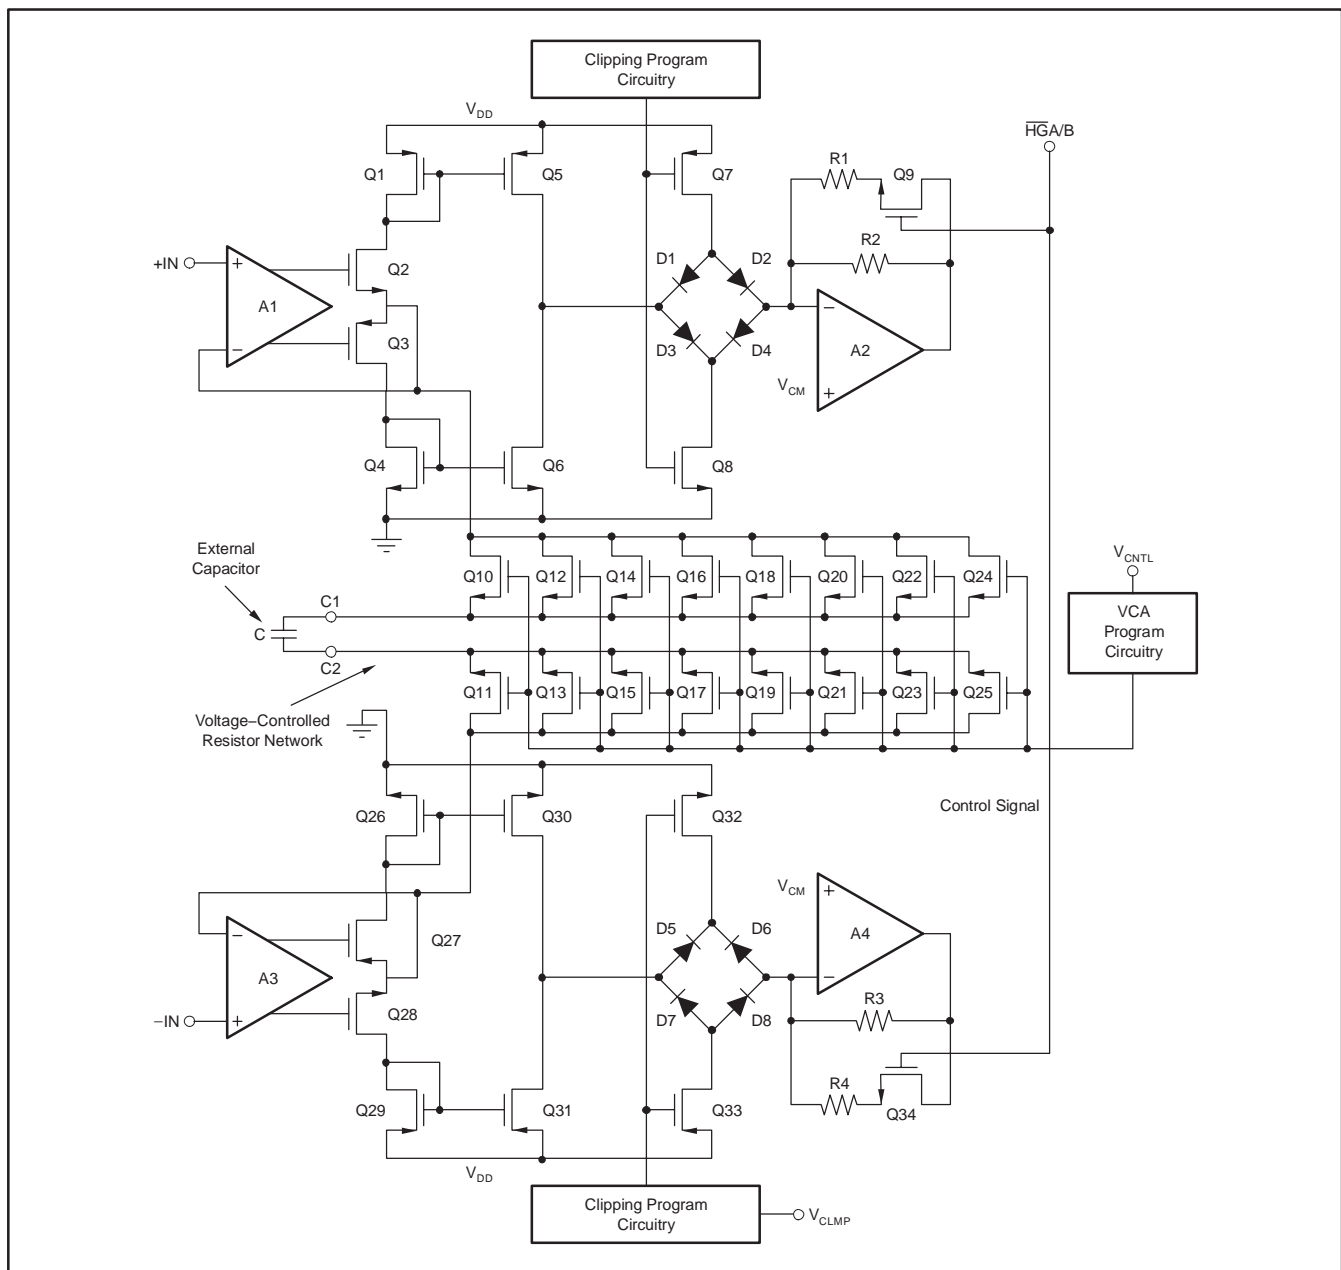 Clipping Program
Circuitry
V_DD
H̅G̅A/B
Q1
Q5
Q7
R1
Q9
R2
+IN
+
A1
−
Q2
Q3
D1
D2
D3
D4
−
A2
V_CM
+
Q4
Q6
Q8
External
Capacitor
C1
C
C2
Q10
Q12
Q14
Q16
Q18
Q20
Q22
Q24
V_CNTL
VCA
Program
Circuitry
Q11
Q13
Q15
Q17
Q19
Q21
Q23
Q25
Voltage–Controlled
Resistor Network
Q26
Q30
Q32
Control Signal
V_CM
+
A4
−
−
A3
+
−IN
Q27
Q28
D5
D6
D7
D8
R3
R4
Q34
Q29
Q31
Q33
V_DD
Clipping Program
Circuitry
V_CLMP